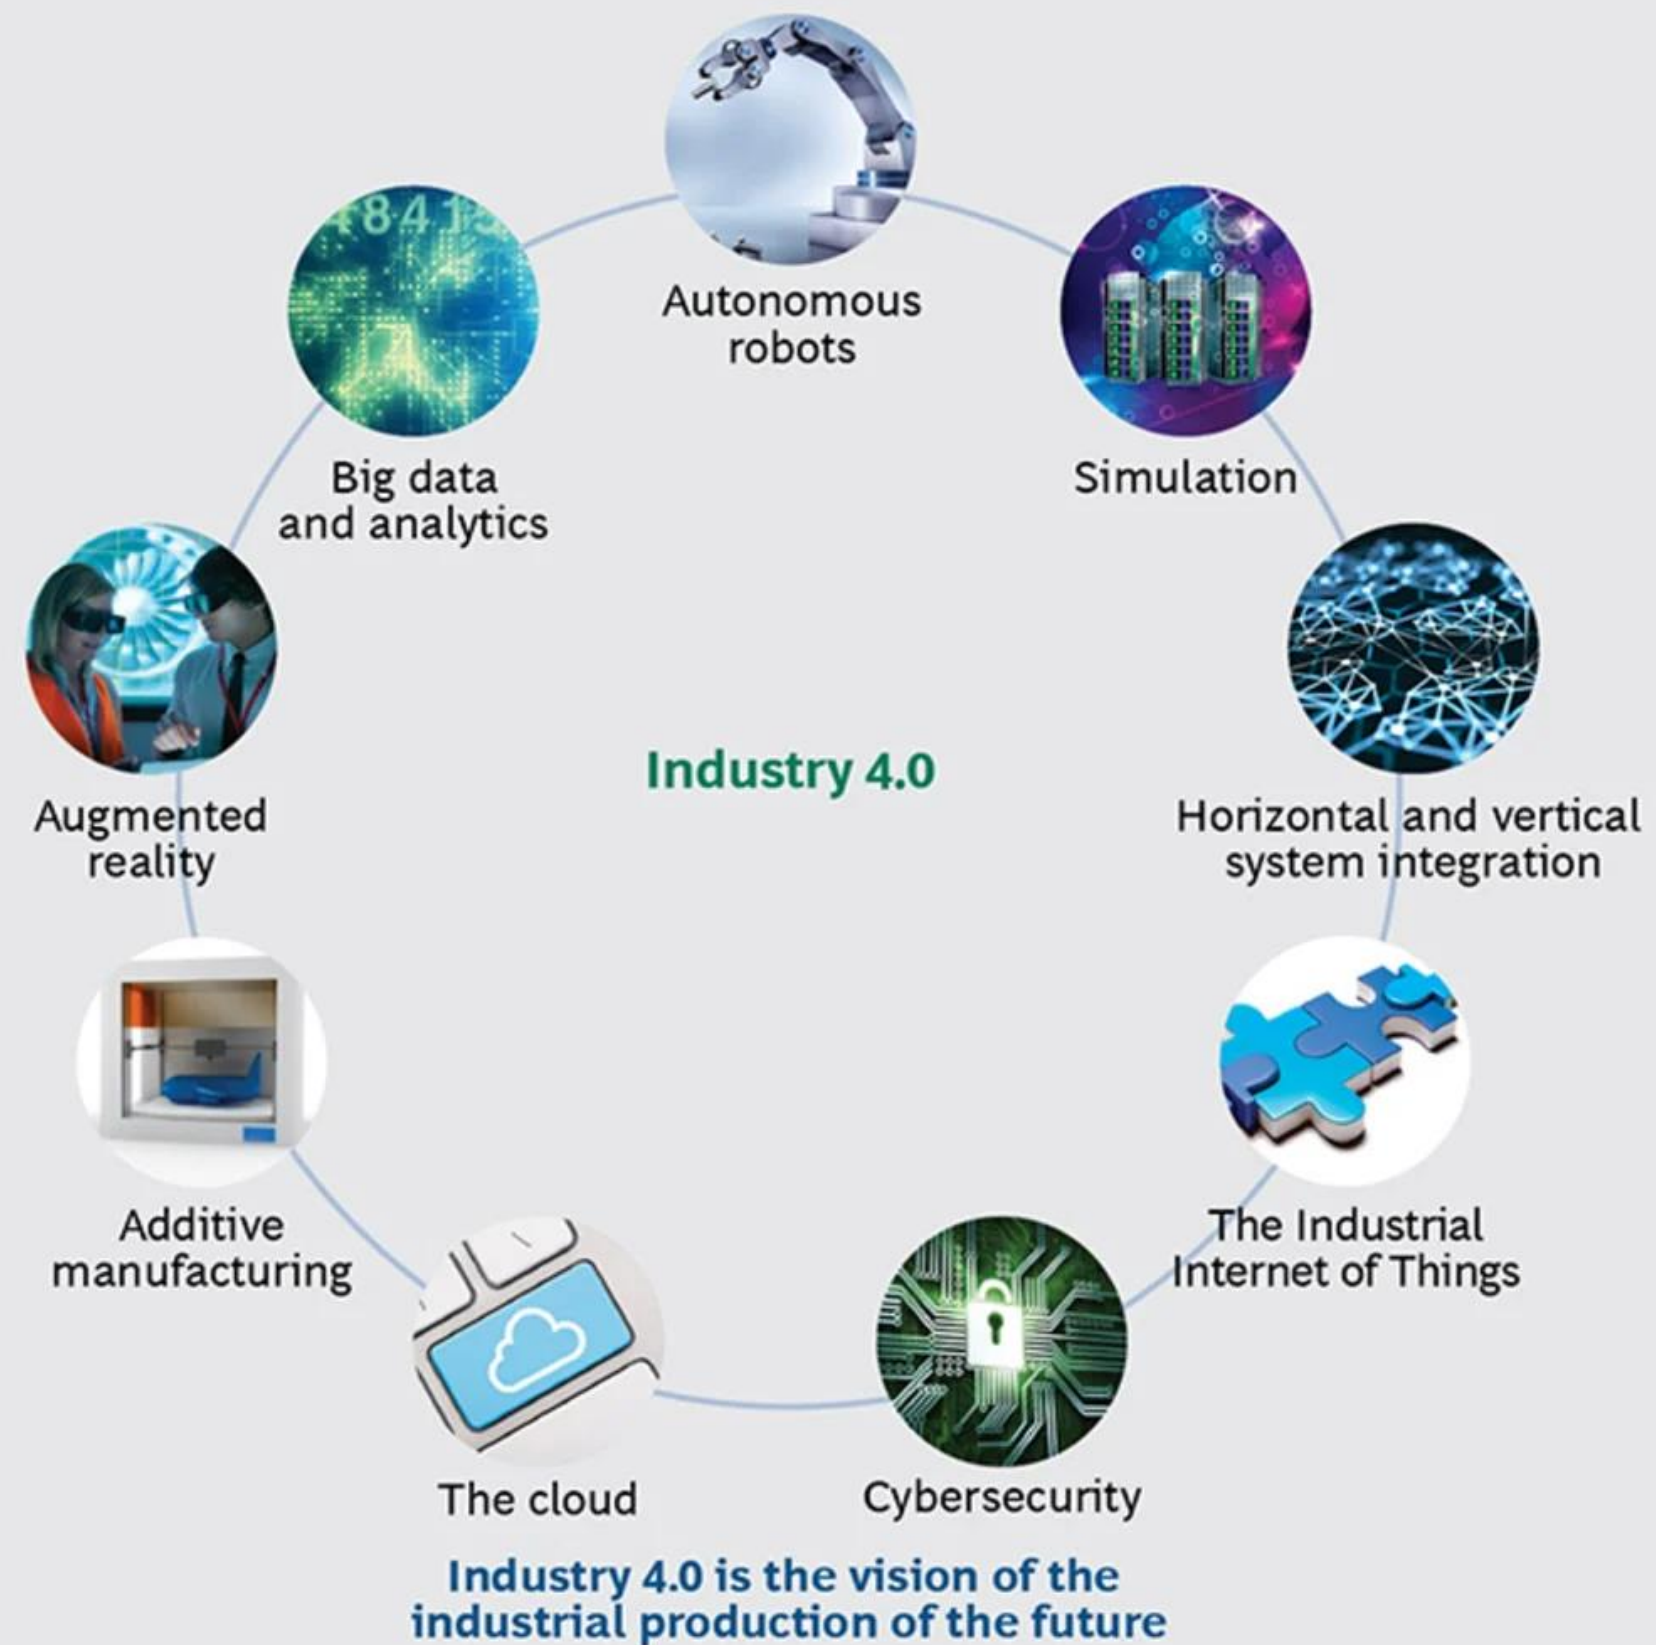 Autonomous
robots
Simulation
Horizontal and vertical
system integration
The Industrial
Internet of Things
Cybersecurity
The cloud
Additive
manufacturing
Augmented
reality
Big data
and analytics
Industry 4.0
Industry 4.0 is the vision of the
industrial production of the future